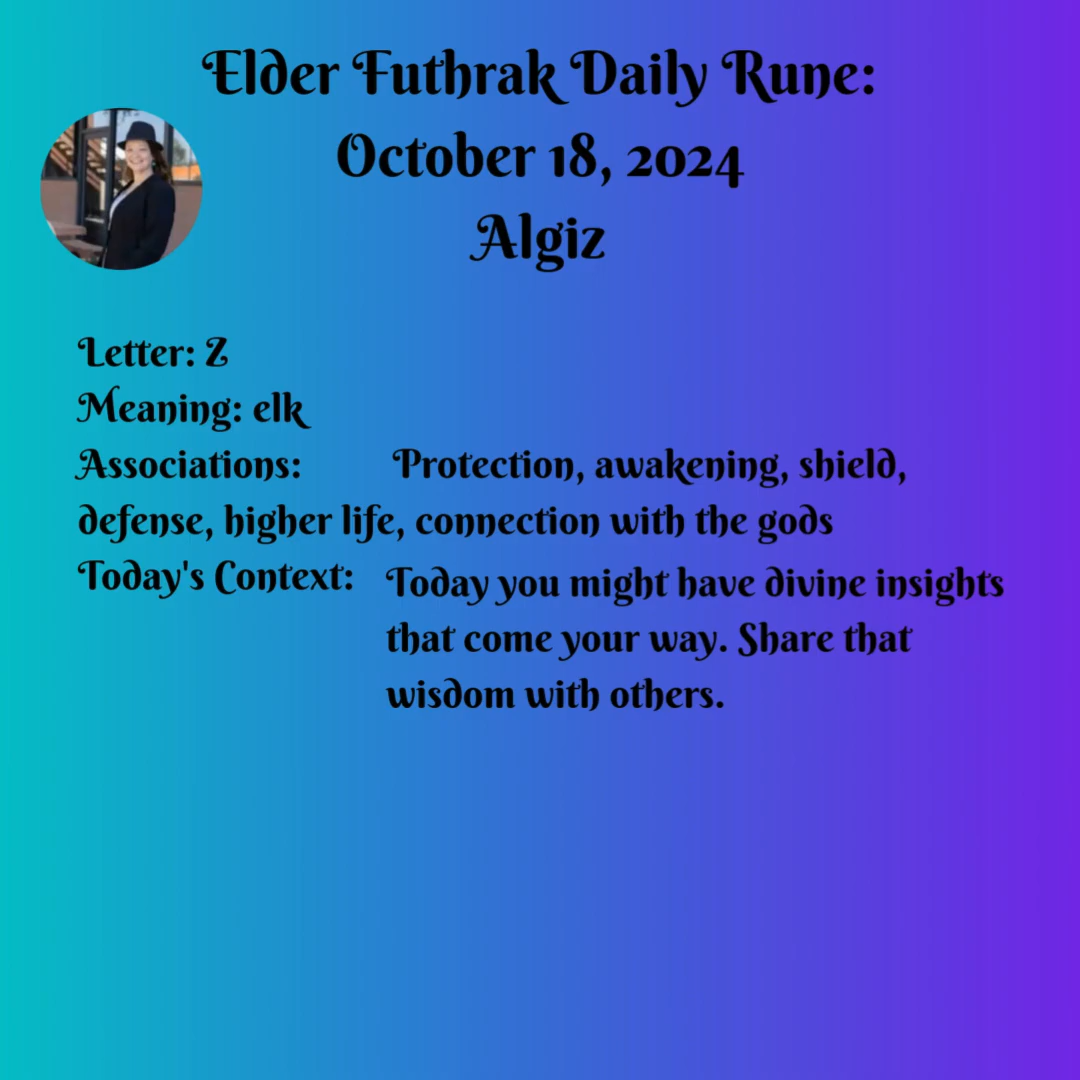 Elder Futhrak Daily Rune:
October 18, 2024
Algiz
Letter: Z
Meaning: elk
Associations: Protection, awakening, shield,
defense, higher life, connection with the gods
Today's Context: Today you might have divine insights
that come your way. Share that
wisdom with others.